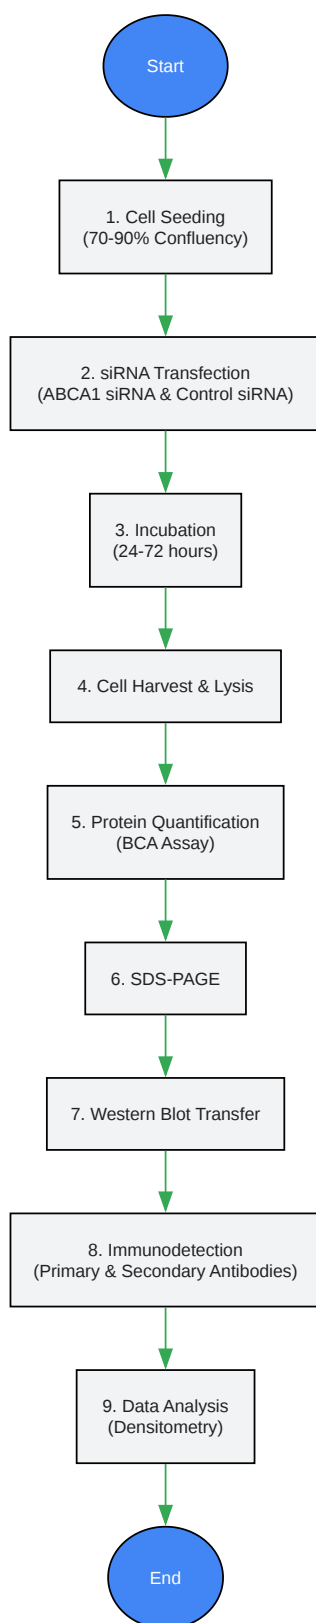 Start
1. Cell Seeding
(70-90% Confluency)
2. siRNA Transfection
(ABCA1 siRNA & Control siRNA)
3. Incubation
(24-72 hours)
4. Cell Harvest & Lysis
5. Protein Quantification
(BCA Assay)
6. SDS-PAGE
7. Western Blot Transfer
8. Immunodetection
(Primary & Secondary Antibodies)
9. Data Analysis
(Densitometry)
End